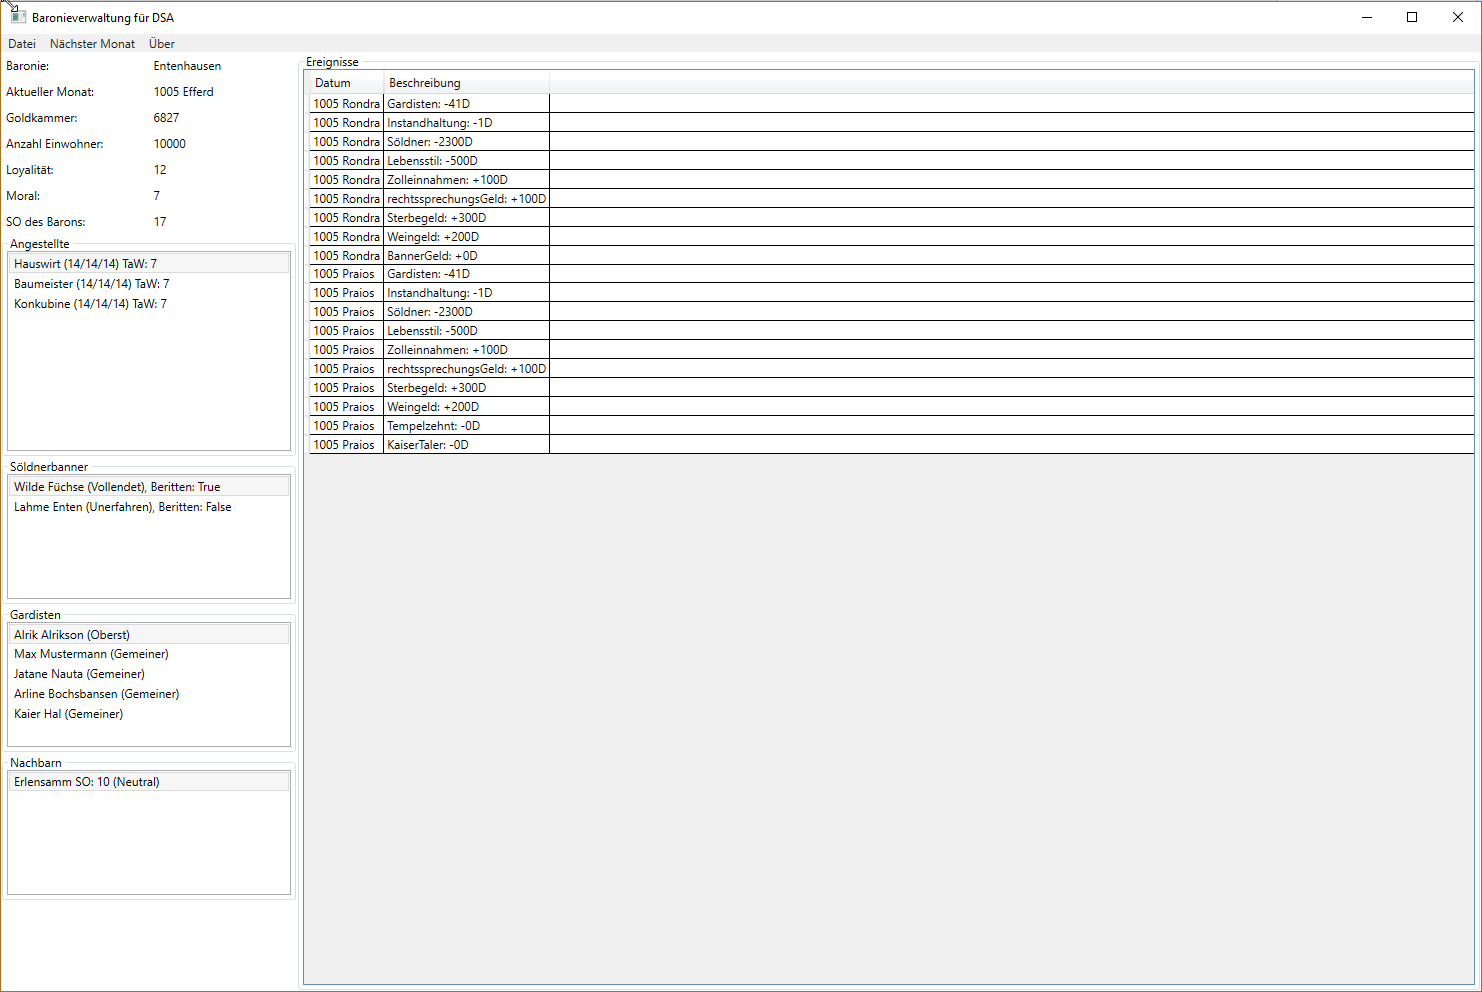 Baronieverwaltung für DSA
Datei Nächster Monat Über
Baronie: Entenhausen
Aktueller Monat: 1005 Efferd
Goldkammer: 6827
Anzahl Einwohner: 10000
Loyalität: 12
Moral: 7
SO des Barons: 17
Angestellte
Hauswirt (14/14/14) TaW: 7
Baumeister (14/14/14) TaW: 7
Konkubine (14/14/14) TaW: 7
Söldnerbanner
Wilde Füchse (Vollendet), Beritten: True
Lahme Enten (Unerfahren), Beritten: False
Gardisten
Alrik Alrikson (Oberst)
Max Mustermann (Gemeiner)
Jatane Nauta (Gemeiner)
Arline Bochsbansen (Gemeiner)
Kaier Hal (Gemeiner)
Nachbarn
Erlensamm SO: 10 (Neutral)
Ereignisse
Datum Beschreibung
1005 Rondra Gardisten: -41D
1005 Rondra Instandhaltung: -1D
1005 Rondra Söldner: -2300D
1005 Rondra Lebensstil: -500D
1005 Rondra Zolleinnahmen: +100D
1005 Rondra rechtssprechungsGeld: +100D
1005 Rondra Sterbegeld: +300D
1005 Rondra Weingeld: +200D
1005 Rondra BannerGeld: +0D
1005 Praios Gardisten: -41D
1005 Praios Instandhaltung: -1D
1005 Praios Söldner: -2300D
1005 Praios Lebensstil: -500D
1005 Praios Zolleinnahmen: +100D
1005 Praios rechtssprechungsGeld: +100D
1005 Praios Sterbegeld: +300D
1005 Praios Weingeld: +200D
1005 Praios Tempelzehnt: -0D
1005 Praios KaiserTaler: -0D